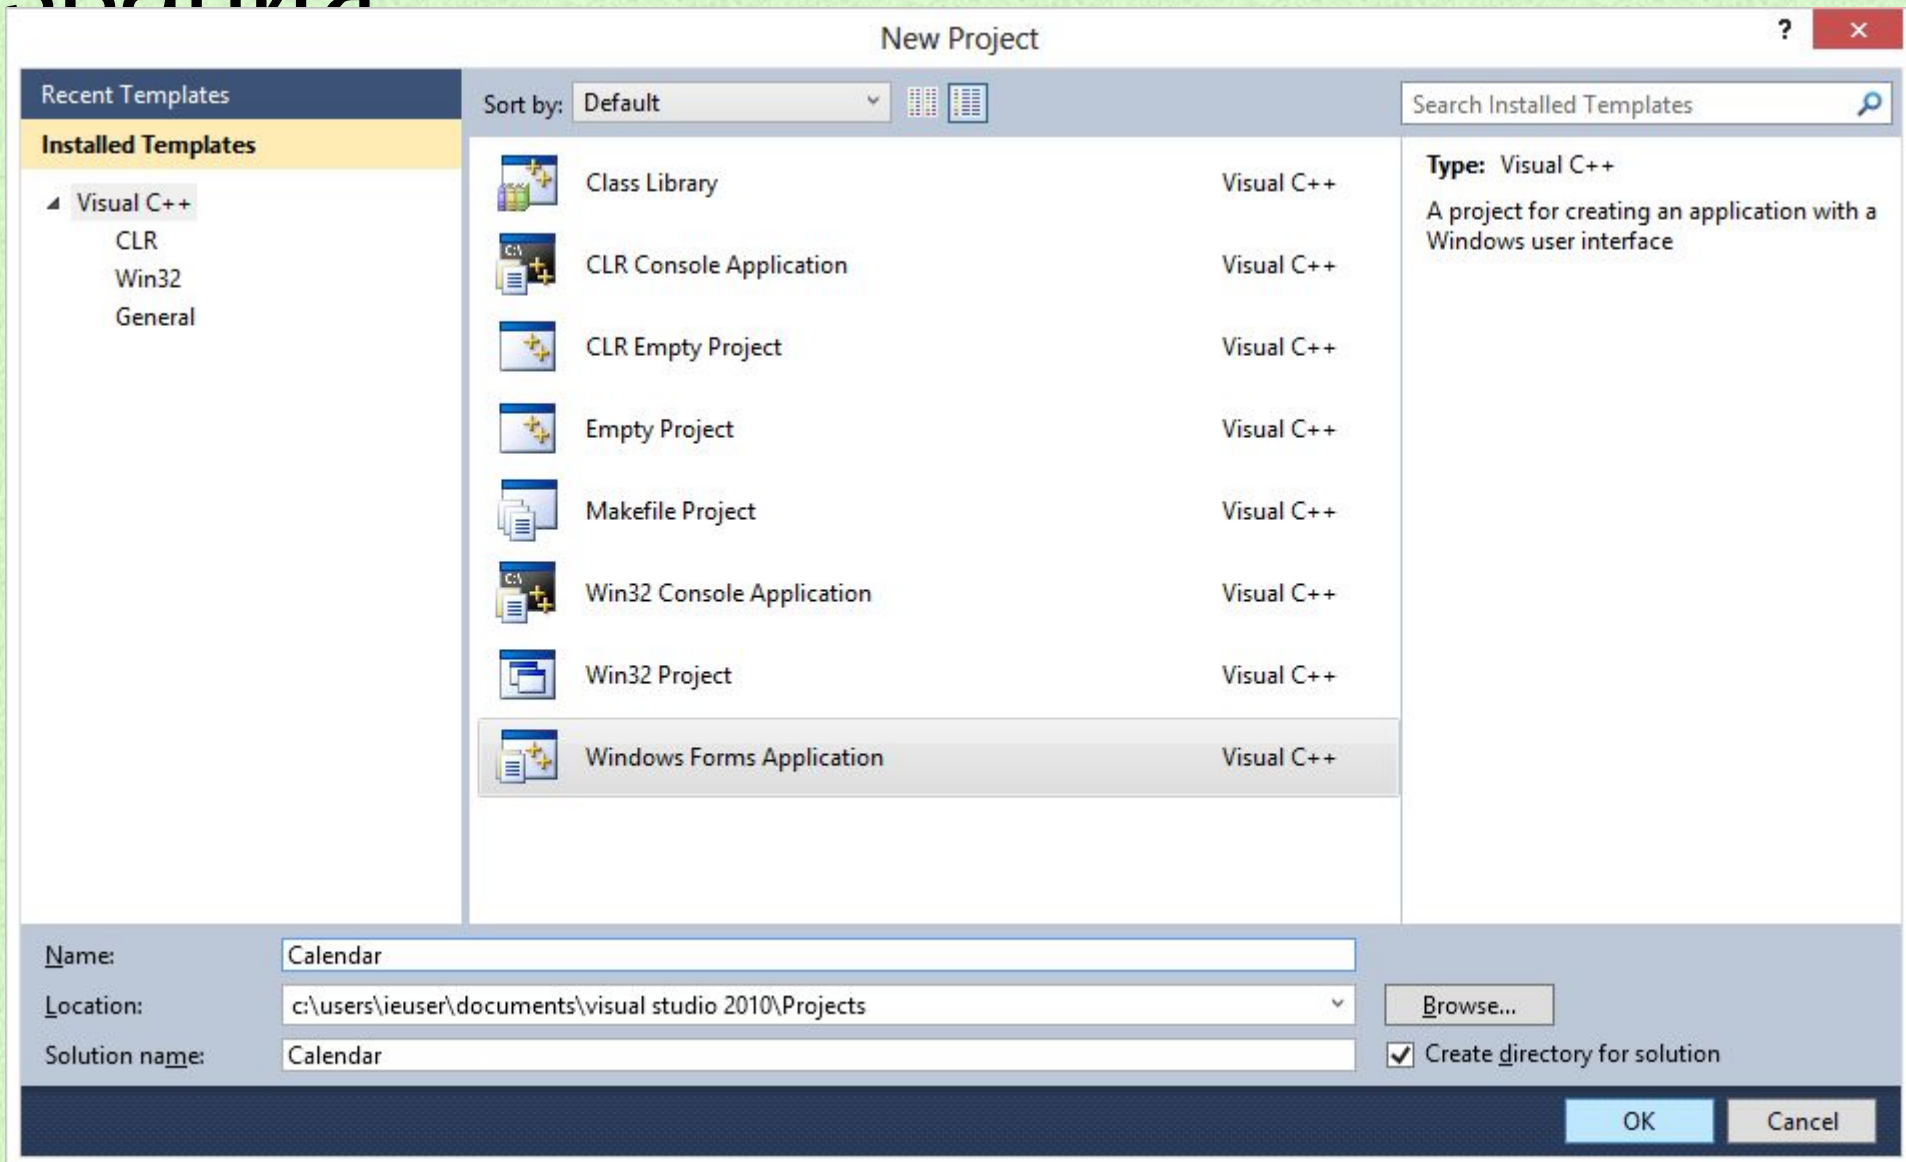 New Project
?
Recent Templates
Installed Templates
Visual C++
CLR
Win32
General
Sort by: Default
Search Installed Templates
Class Library Visual C++
CLR Console Application Visual C++
CLR Empty Project Visual C++
Empty Project Visual C++
Makefile Project Visual C++
Win32 Console Application Visual C++
Win32 Project Visual C++
Windows Forms Application Visual C++
Type: Visual C++
A project for creating an application with a
Windows user interface
Name: Calendar
Location: c:\users\ieuser\documents\visual studio 2010\Projects
Browse...
Solution name: Calendar
Create directory for solution
OK
Cancel